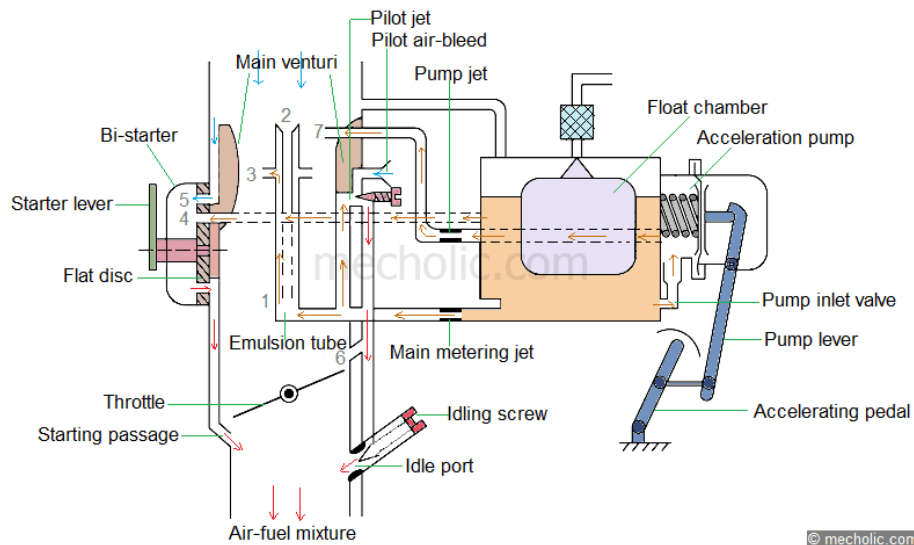 Pilot jet
Pilot air-bleed
Main venturi
Pump jet
Float chamber
Acceleration pump
Bi-starter
2
7
3
Starter lever
5
4
Flat disc
mecholic.com
1
Pump inlet valve
Emulsion tube
6
Main metering jet
Pump lever
Throttle
Idling screw
Accelerating pedal
Starting passage
Idle port
Air-fuel mixture
© mecholic.com